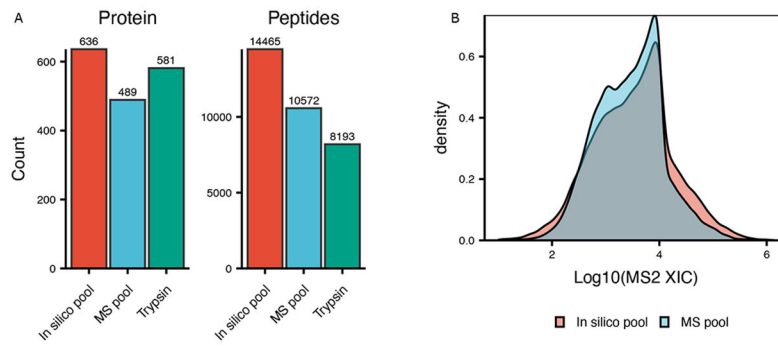 A
Protein
Peptides
636
489
581
14465
10572
8193
Count
600
400
200
0
10000
5000
0
In silico pool
MS pool
Trypsin
In silico pool
MS pool
Trypsin
B
density
0.6
0.4
0.2
0.0
2
4
6
Log10(MS2 XIC)
In silico pool
MS pool